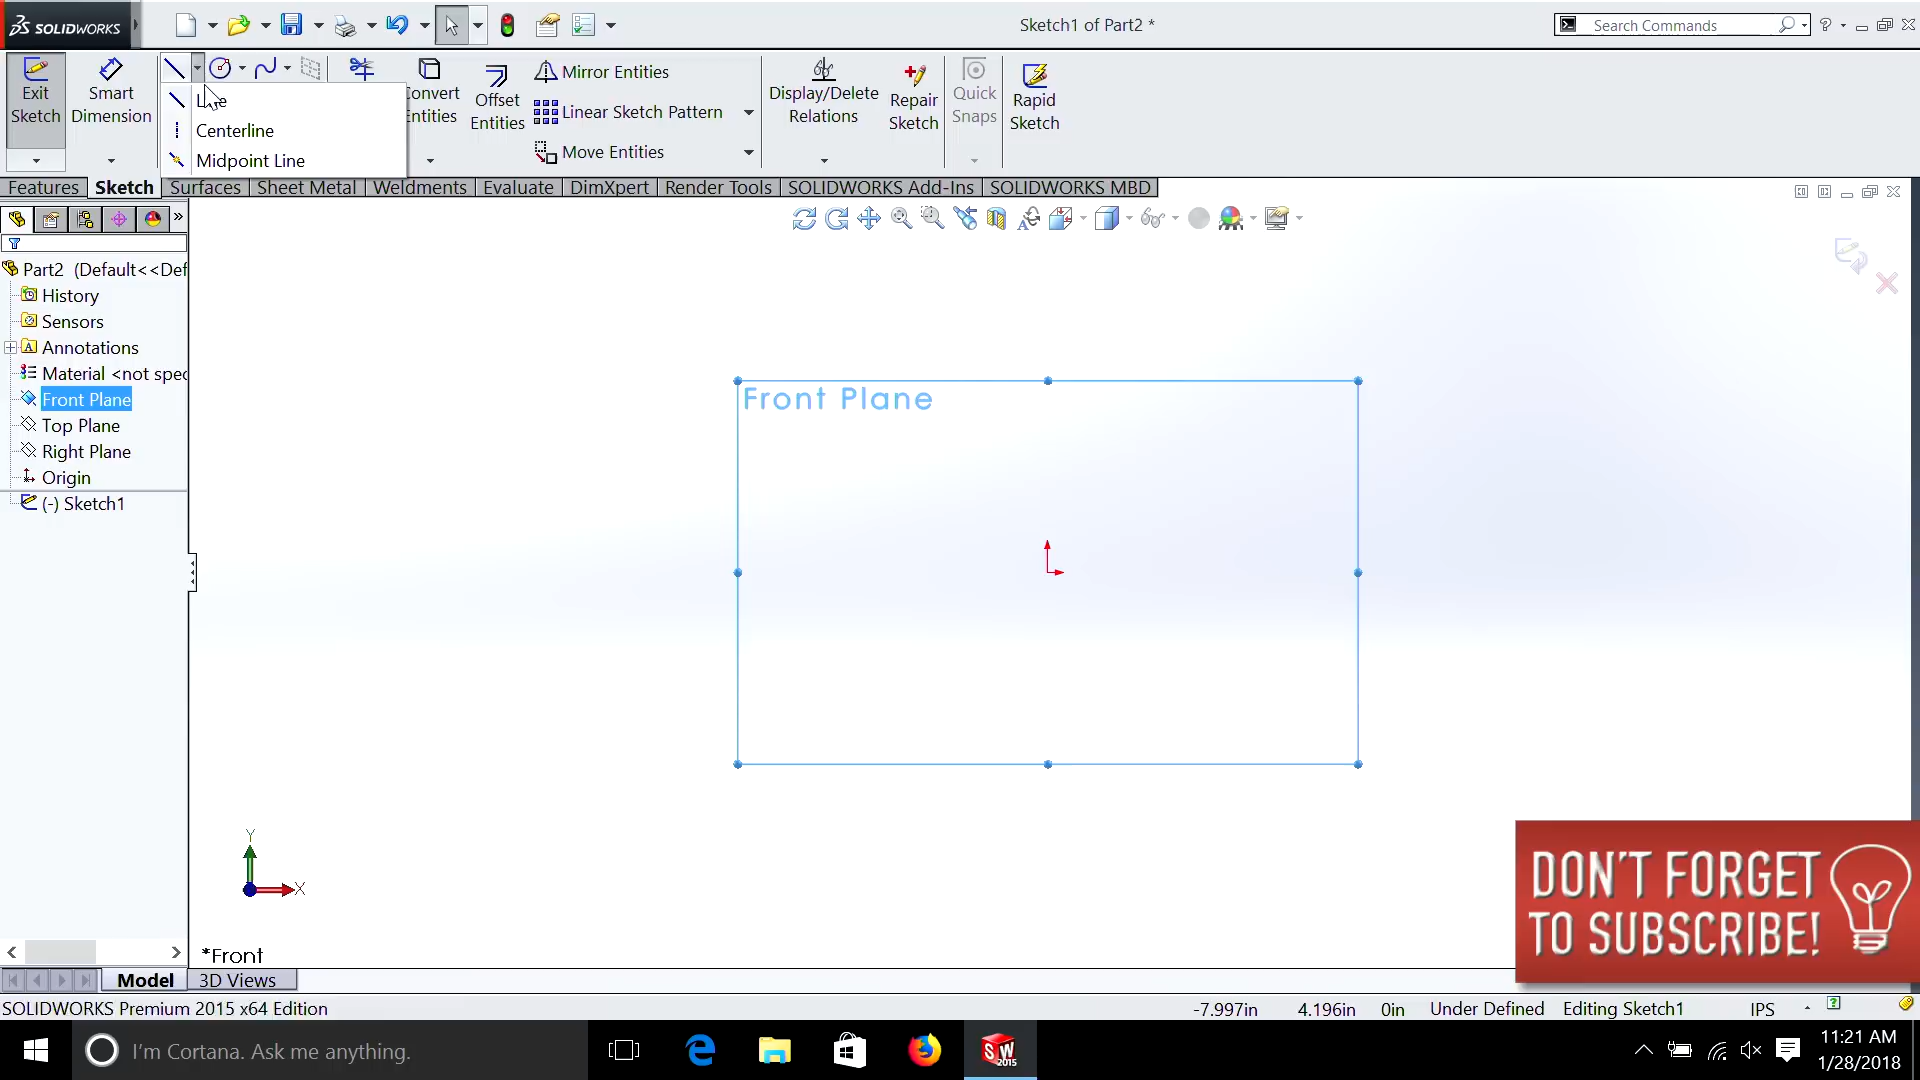 SOLIDWORKS
Sketch1 of Part2 *
Search Commands
?
Exit
Sketch
Smart
Dimension
Line
Centerline
Midpoint Line
onvert
Entities
Offset
Entities
Mirror Entities
Linear Sketch Pattern
Move Entities
Display/Delete
Relations
Repair
Sketch
Quick
Snaps
Rapid
Sketch
Features
Sketch
Surfaces
Sheet Metal
Weldments
Evaluate
DimXpert
Render Tools
SOLIDWORKS Add-Ins
SOLIDWORKS MBD
Part2 (Default<<Def
History
Sensors
Annotations
Material <not spec
Front Plane
Top Plane
Right Plane
Origin
(-) Sketch1
Front Plane
Y
X
*Front
DON'T FORGET
TO SUBSCRIBE!
Model
3D Views
SOLIDWORKS Premium 2015 x64 Edition
-7.997in
4.196in
0in
Under Defined
Editing Sketch1
IPS
I'm Cortana. Ask me anything.
SW
2015
11:21 AM
1/28/2018